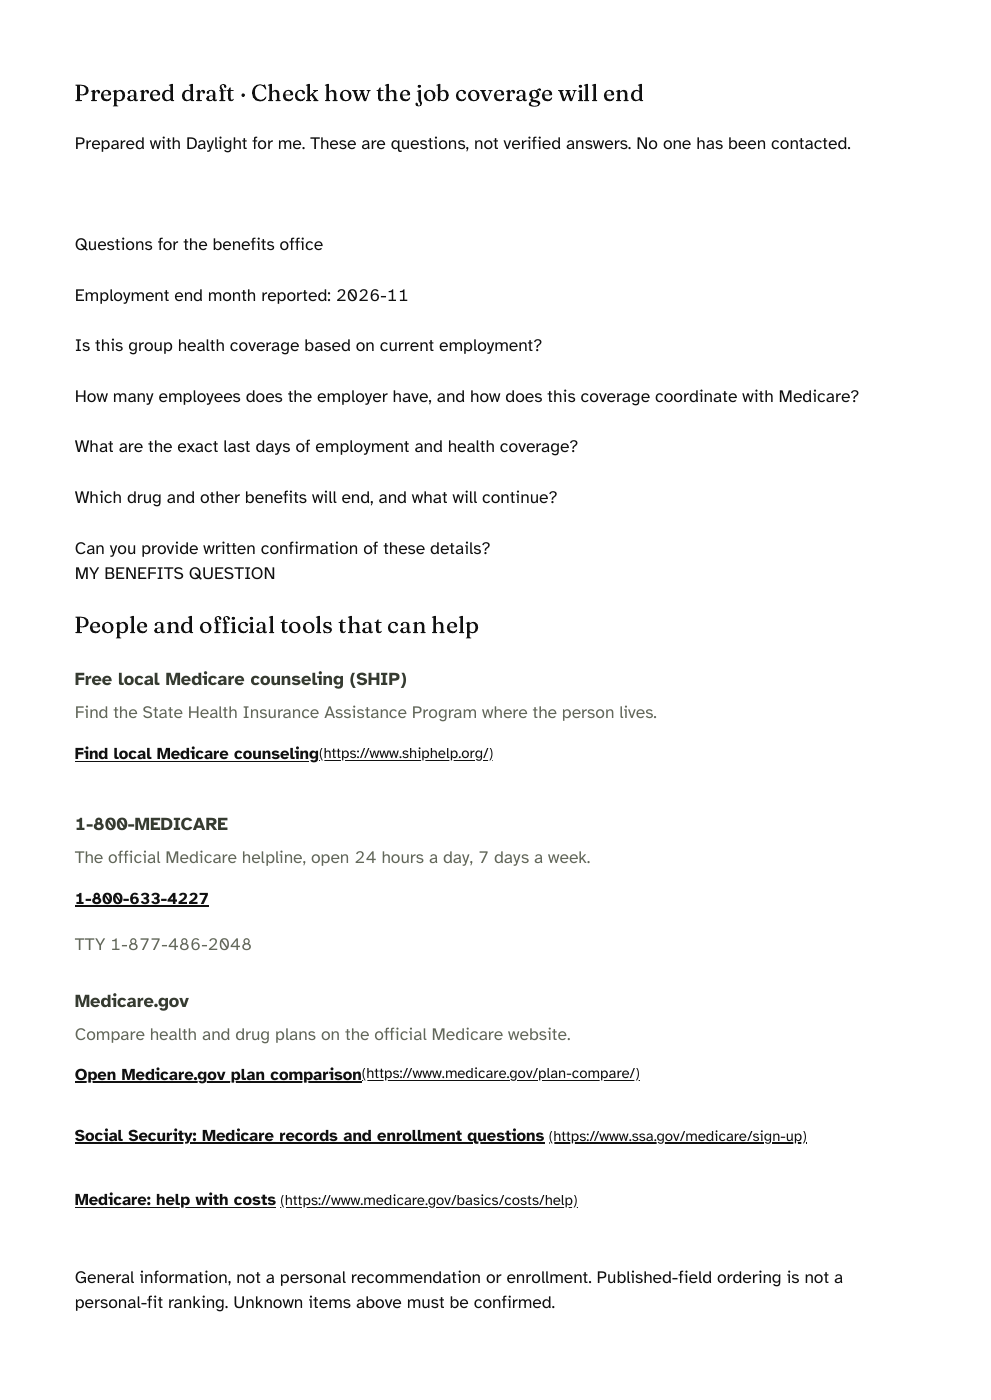 Prepared draft · Check how the job coverage will end
Prepared with Daylight for me. These are questions, not verified answers. No one has been contacted.
Questions for the benefits office
Employment end month reported: 2026-11
Is this group health coverage based on current employment?
How many employees does the employer have, and how does this coverage coordinate with Medicare?
What are the exact last days of employment and health coverage?
Which drug and other benefits will end, and what will continue?
Can you provide written confirmation of these details?
MY BENEFITS QUESTION
People and official tools that can help
Free local Medicare counseling (SHIP)
Find the State Health Insurance Assistance Program where the person lives.
Find local Medicare counseling(https://www.shiphelp.org/)
1-800-MEDICARE
The official Medicare helpline, open 24 hours a day, 7 days a week.
1-800-633-4227
TTY 1-877-486-2048
Medicare.gov
Compare health and drug plans on the official Medicare website.
Open Medicare.gov plan comparison(https://www.medicare.gov/plan-compare/)
Social Security: Medicare records and enrollment questions (https://www.ssa.gov/medicare/sign-up)
Medicare: help with costs (https://www.medicare.gov/basics/costs/help)
General information, not a personal recommendation or enrollment. Published-field ordering is not a
personal-fit ranking. Unknown items above must be confirmed.